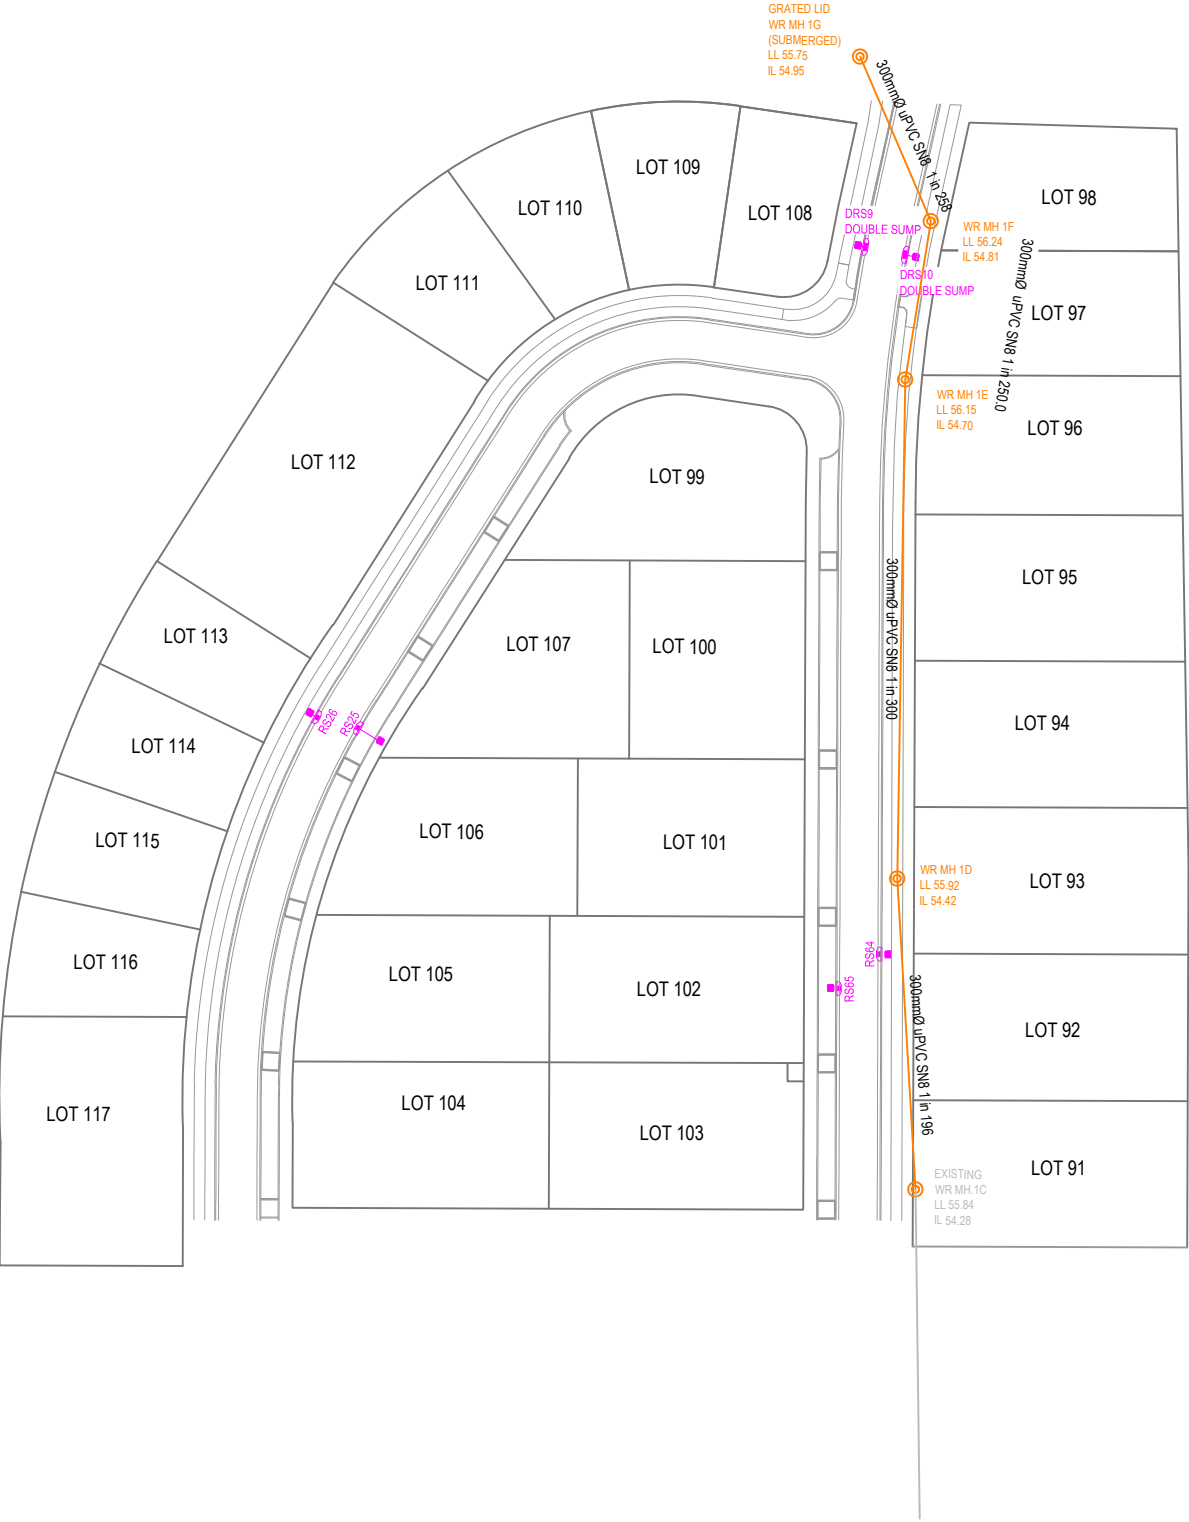 GRATED LID
WR MH 1G
(SUBMERGED)
LL 55.75
IL 54.95
300mmØ uPVC SN8 1 in 258
LOT 109
LOT 110
LOT 108
LOT 98
DRS9
DOUBLE SUMP
WR MH 1F
LL 56.24
IL 54.81
DRS10
DOUBLE SUMP
300mmØ uPVC SN8 1 in 250.0
LOT 111
LOT 97
WR MH 1E
LL 56.15
IL 54.70
LOT 96
LOT 112
LOT 99
LOT 95
300mmØ uPVC SN8 1 in 300
LOT 113
LOT 107
LOT 100
RS26
RS25
LOT 94
LOT 114
LOT 115
LOT 106
LOT 101
WR MH 1D
LL 55.92
IL 54.42
LOT 93
LOT 116
LOT 105
LOT 102
RS64
RS65
300mmØ uPVC SN8 1 in 196
LOT 92
LOT 117
LOT 104
LOT 103
LOT 91
EXISTING
WR MH.1C
LL 55.84
IL 54.28